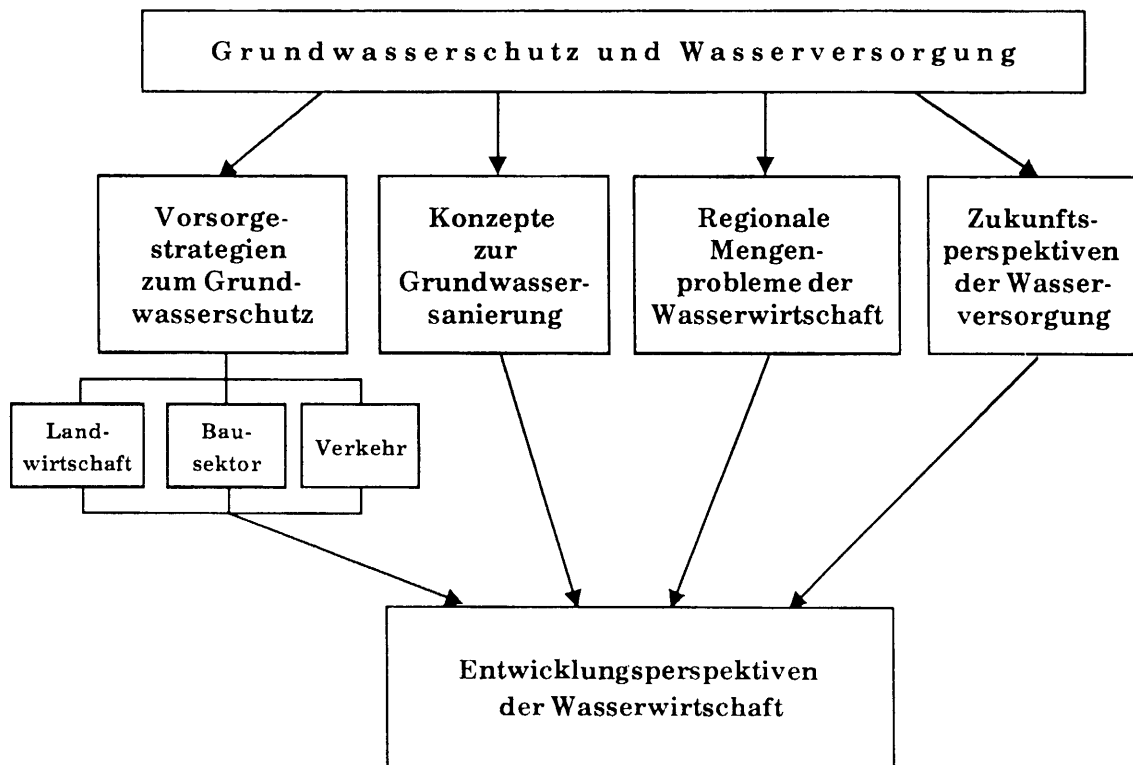 Grundwasserschutz und Wasserversorgung
Vorsorge-
strategien
zum Grund-
wasserschutz
Konzepte
zur
Grundwasser-
sanierung
Regionale
Mengen-
probleme der
Wasserwirtschaft
Zukunfts-
perspektiven
der Wasser-
versorgung
Land-
wirtschaft
Bau-
sektor
Verkehr
Entwicklungsperspektiven
der Wasserwirtschaft